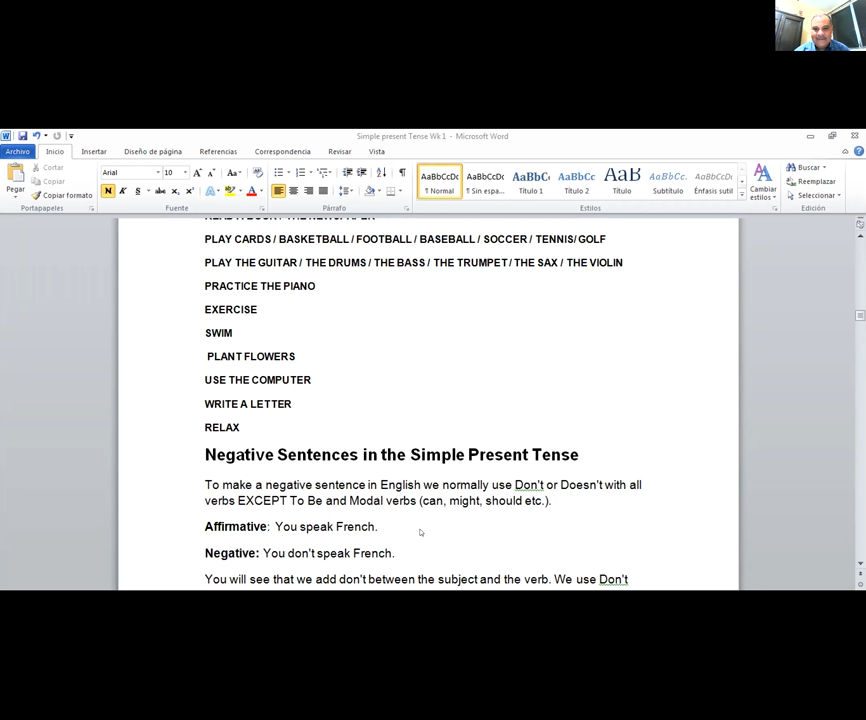 Simple present Tense Wk 1 - Microsoft Word
Archivo Inicio Insertar Diseño de página Referencias Correspondencia Revisar Vista
Pegar
Cortar
Copiar
Copiar formato
Portapapeles
Arial 10
Fuente
Párrafo
AaBbCcDc AaBbCcDc AaBbC AaBbCc AaB AaBbCc. AaBbCcDc
¶ Normal ¶ Sin espa... Título 1 Título 2 Título Subtítulo Énfasis sutil
Cambiar estilos
Estilos
Buscar
Reemplazar
Seleccionar
Edición
PLAY CARDS / BASKETBALL / FOOTBALL / BASEBALL / SOCCER / TENNIS/ GOLF
PLAY THE GUITAR / THE DRUMS / THE BASS / THE TRUMPET / THE SAX / THE VIOLIN
PRACTICE THE PIANO
EXERCISE
SWIM
PLANT FLOWERS
USE THE COMPUTER
WRITE A LETTER
RELAX
Negative Sentences in the Simple Present Tense
To make a negative sentence in English we normally use Don't or Doesn't with all
verbs EXCEPT To Be and Modal verbs (can, might, should etc.).
Affirmative: You speak French.
Negative: You don't speak French.
You will see that we add don't between the subject and the verb. We use Don't